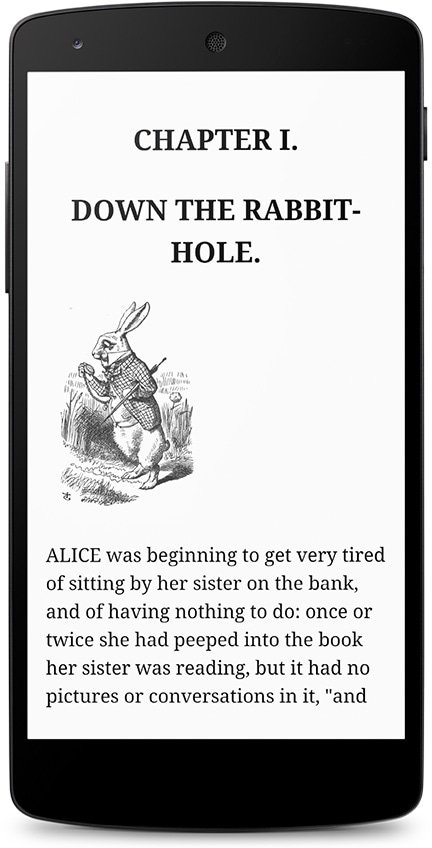 CHAPTER I.
DOWN THE RABBIT-
HOLE.
ALICE was beginning to get very tired
of sitting by her sister on the bank,
and of having nothing to do: once or
twice she had peeped into the book
her sister was reading, but it had no
pictures or conversations in it, "and